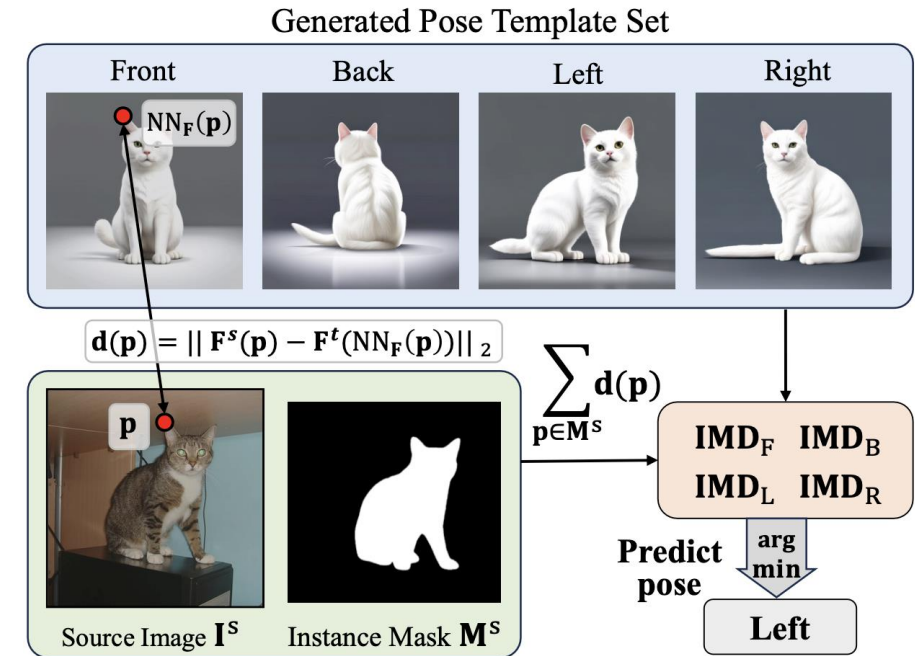 Generated Pose Template Set
Front
Back
Left
Right
NN_F(p)
d(p) = || F^s(p) − F^t(NN_F(p))|| _2
p
∑ d(p)
p∈M^S
IMD_F IMD_B
IMD_L IMD_R
Predict
pose
arg
min
Left
Source Image I^S
Instance Mask M^S